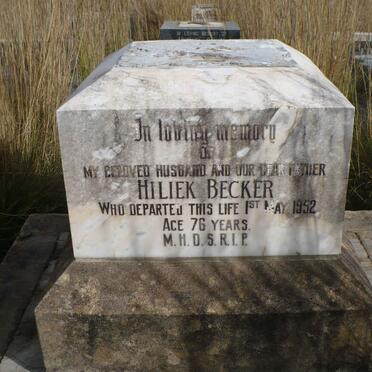 In loving memory
OF
MY BELOVED HUSBAND AND OUR DEAR FATHER
HILIEK BECKER
WHO DEPARTED THIS LIFE 1ST MAY 1952
AGE 76 YEARS.
M.H.D.S.R.I.P.